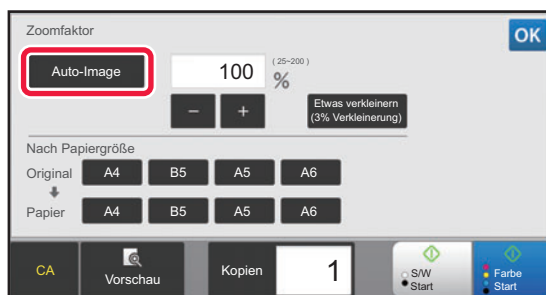 Zoomfaktor
OK
Auto-Image
100
(25~200)
%
− +
Etwas verkleinern
(3% Verkleinerung)
Nach Papiergröße
Original A4 B5 A5 A6
Papier A4 B5 A5 A6
CA
Vorschau
Kopien
1
S/W
Start
Farbe
Start